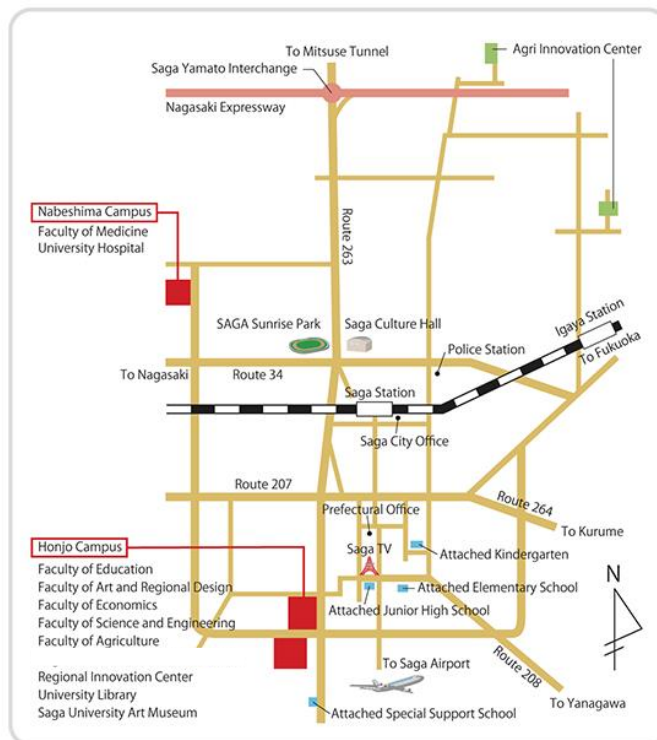 To Mitsuse Tunnel
Agri Innovation Center
Saga Yamato Interchange
Nagasaki Expressway
Nabeshima Campus
Faculty of Medicine
University Hospital
Route 263
SAGA Sunrise Park
Saga Culture Hall
Igaya Station
Police Station
To Fukuoka
To Nagasaki
Route 34
Saga Station
Saga City Office
Route 207
Prefectural Office
Route 264
To Kurume
Honjo Campus
Saga TV
Attached Kindergarten
Faculty of Education
Faculty of Art and Regional Design
Faculty of Economics
Faculty of Science and Engineering
Faculty of Agriculture
Attached Elementary School
Attached Junior High School
N
Regional Innovation Center
University Library
Saga University Art Museum
To Saga Airport
Route 208
To Yanagawa
Attached Special Support School